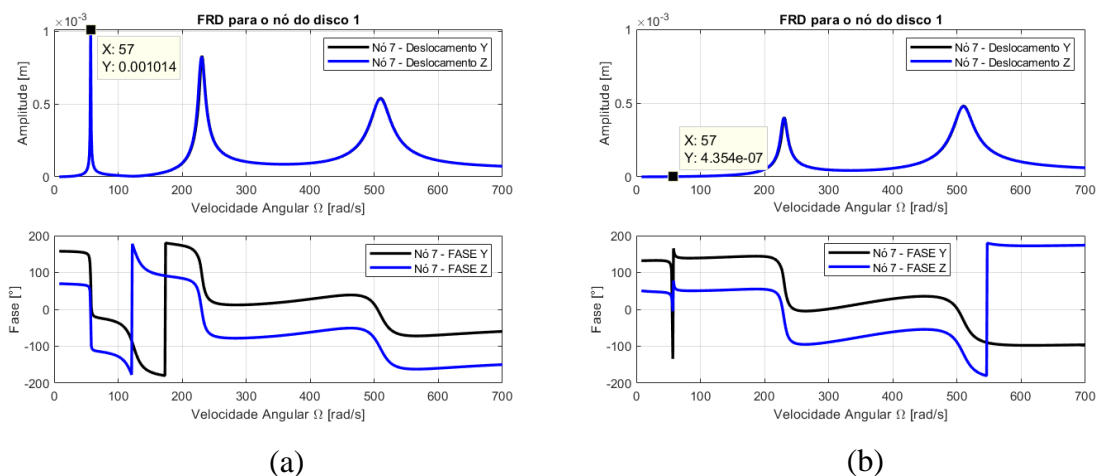 FRD para o nó do disco 1
×10⁻³
1
0.5
0
Amplitude [m]
X: 57
Y: 0.001014
Nó 7 - Deslocamento Y
Nó 7 - Deslocamento Z
0 100 200 300 400 500 600 700
Velocidade Angular Ω [rad/s]
200
100
0
-100
-200
Fase [°]
Nó 7 - FASE Y
Nó 7 - FASE Z
0 100 200 300 400 500 600 700
Velocidade Angular Ω [rad/s]
(a)
FRD para o nó do disco 1
×10⁻³
1
0.5
0
Amplitude [m]
X: 57
Y: 4.354e-07
Nó 7 - Deslocamento Y
Nó 7 - Deslocamento Z
0 100 200 300 400 500 600 700
Velocidade Angular Ω [rad/s]
200
100
0
-100
-200
Fase [°]
Nó 7 - FASE Y
Nó 7 - FASE Z
0 100 200 300 400 500 600 700
Velocidade Angular Ω [rad/s]
(b)